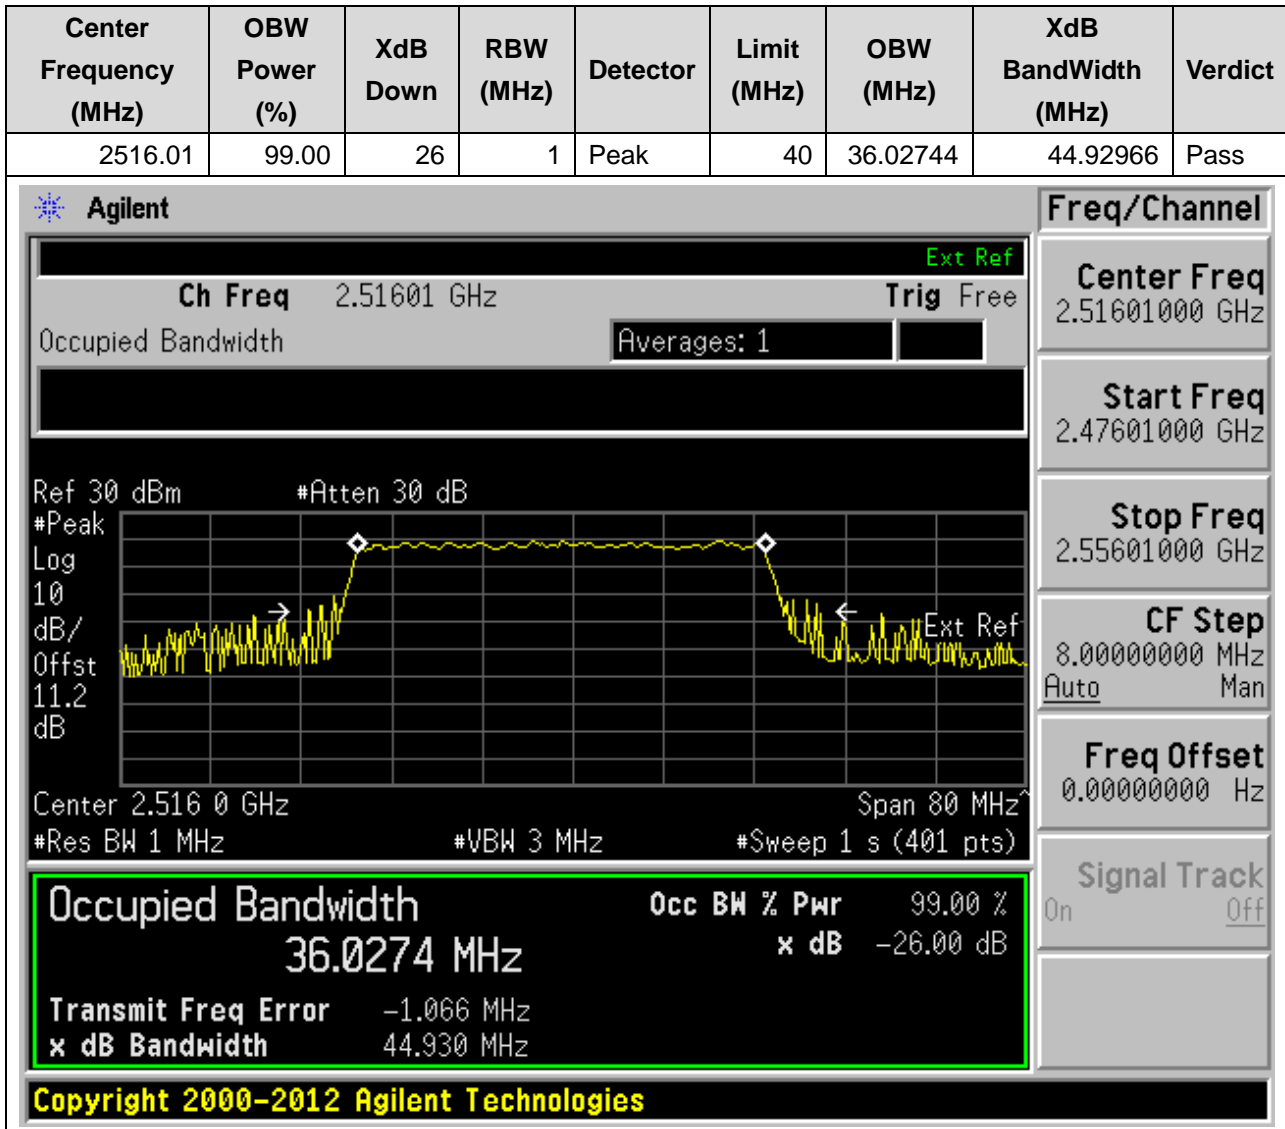 Center Frequency (MHz) OBW Power (%) XdB Down RBW (MHz) Detector Limit (MHz) OBW (MHz) XdB BandWidth (MHz) Verdict
2516.01 99.00 26 1 Peak 40 36.02744 44.92966 Pass
Agilent
Freq/Channel
Ext Ref
Ch Freq 2.51601 GHz Trig Free
Occupied Bandwidth Averages: 1
Ref 30 dBm #Atten 30 dB
#Peak
Log
10
dB/
Offst
11.2
dB
Ext Ref
Center 2.516 0 GHz Span 80 MHz^
#Res BW 1 MHz #VBW 3 MHz #Sweep 1 s (401 pts)
Occupied Bandwidth
36.0274 MHz
Occ BW % Pwr 99.00 %
x dB -26.00 dB
Transmit Freq Error -1.066 MHz
x dB Bandwidth 44.930 MHz
Center Freq
2.51601000 GHz
Start Freq
2.47601000 GHz
Stop Freq
2.55601000 GHz
CF Step
8.00000000 MHz
Auto Man
Freq Offset
0.00000000 Hz
Signal Track
On Off
Copyright 2000-2012 Agilent Technologies